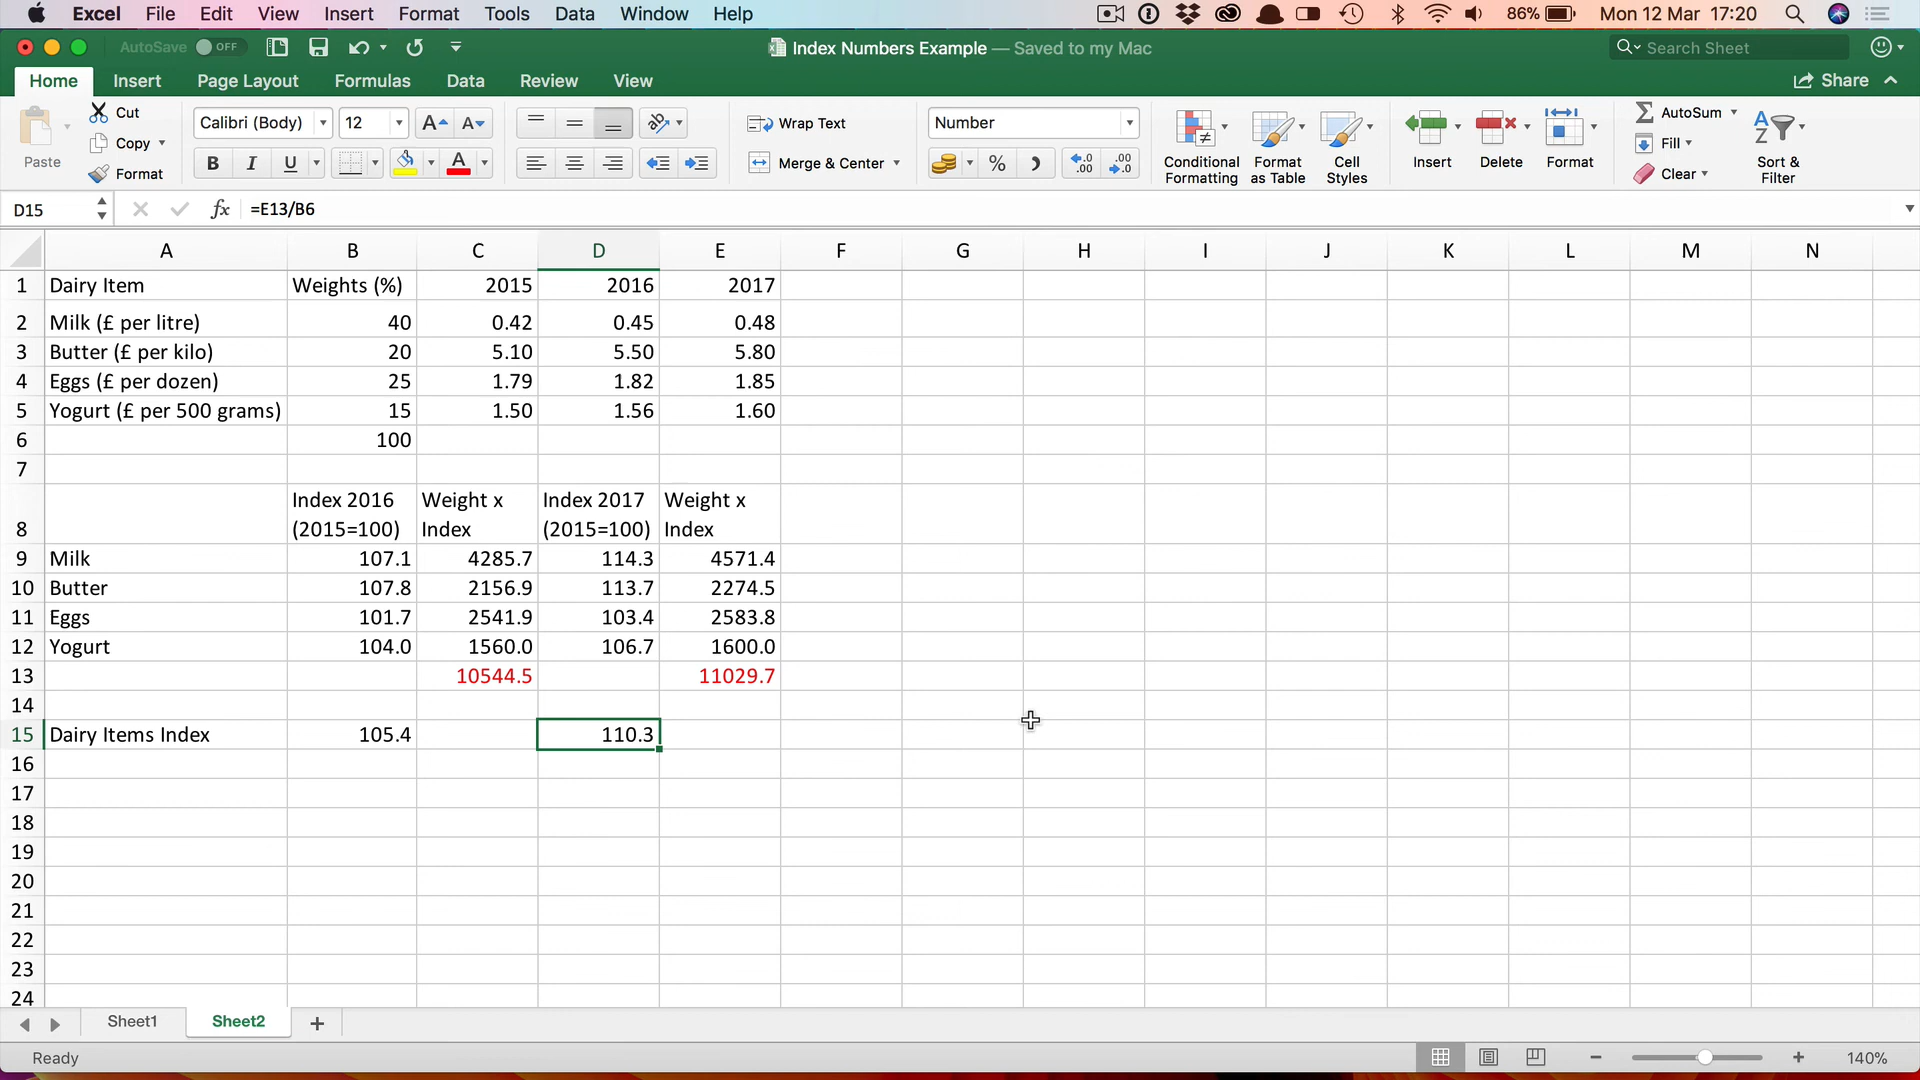 Excel File Edit View Insert Format Tools Data Window Help 86% Mon 12 Mar 17:20
AutoSave OFF Index Numbers Example — Saved to my Mac Search Sheet
Home Insert Page Layout Formulas Data Review View Share
Paste Cut Copy Format
Calibri (Body) 12 A A
B I U A
Wrap Text
Merge & Center
Number
% .0 .00 .00 .0
Conditional Formatting
Format as Table
Cell Styles
Insert Delete Format
AutoSum
Fill
Clear
Sort & Filter
D15 fx =E13/B6
A B C D E F G H I J K L M N
1 Dairy Item Weights (%) 2015 2016 2017
2 Milk (£ per litre) 40 0.42 0.45 0.48
3 Butter (£ per kilo) 20 5.10 5.50 5.80
4 Eggs (£ per dozen) 25 1.79 1.82 1.85
5 Yogurt (£ per 500 grams) 15 1.50 1.56 1.60
6 100
7
Index 2016 Weight x Index 2017 Weight x
8 (2015=100) Index (2015=100) Index
9 Milk 107.1 4285.7 114.3 4571.4
10 Butter 107.8 2156.9 113.7 2274.5
11 Eggs 101.7 2541.9 103.4 2583.8
12 Yogurt 104.0 1560.0 106.7 1600.0
13 10544.5 11029.7
14
15 Dairy Items Index 105.4 110.3
16
17
18
19
20
21
22
23
24
Sheet1 Sheet2 +
Ready 140%